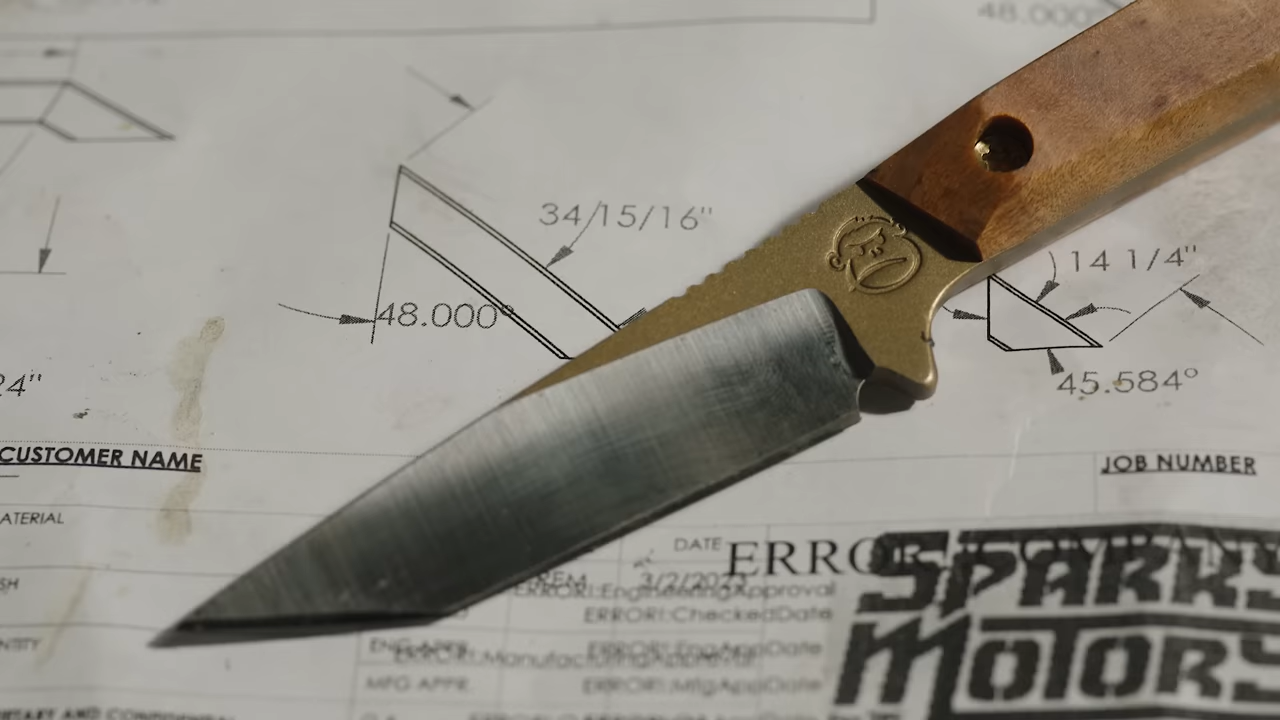 48.000°
34/15/16"
14 1/4"
48.000°
45.584°
24"
CUSTOMER NAME
JOB NUMBER
DATE
ERROR
3/2/2023
ERROR!:EngineeringApproval
ERROR!:CheckedDate
ENG APPR.
ERROR!:EngAppDate
ERROR!:ManufacturingApproval
MFG APPR.
ERROR!:MfgAppDate
SPARKS
MOTORS